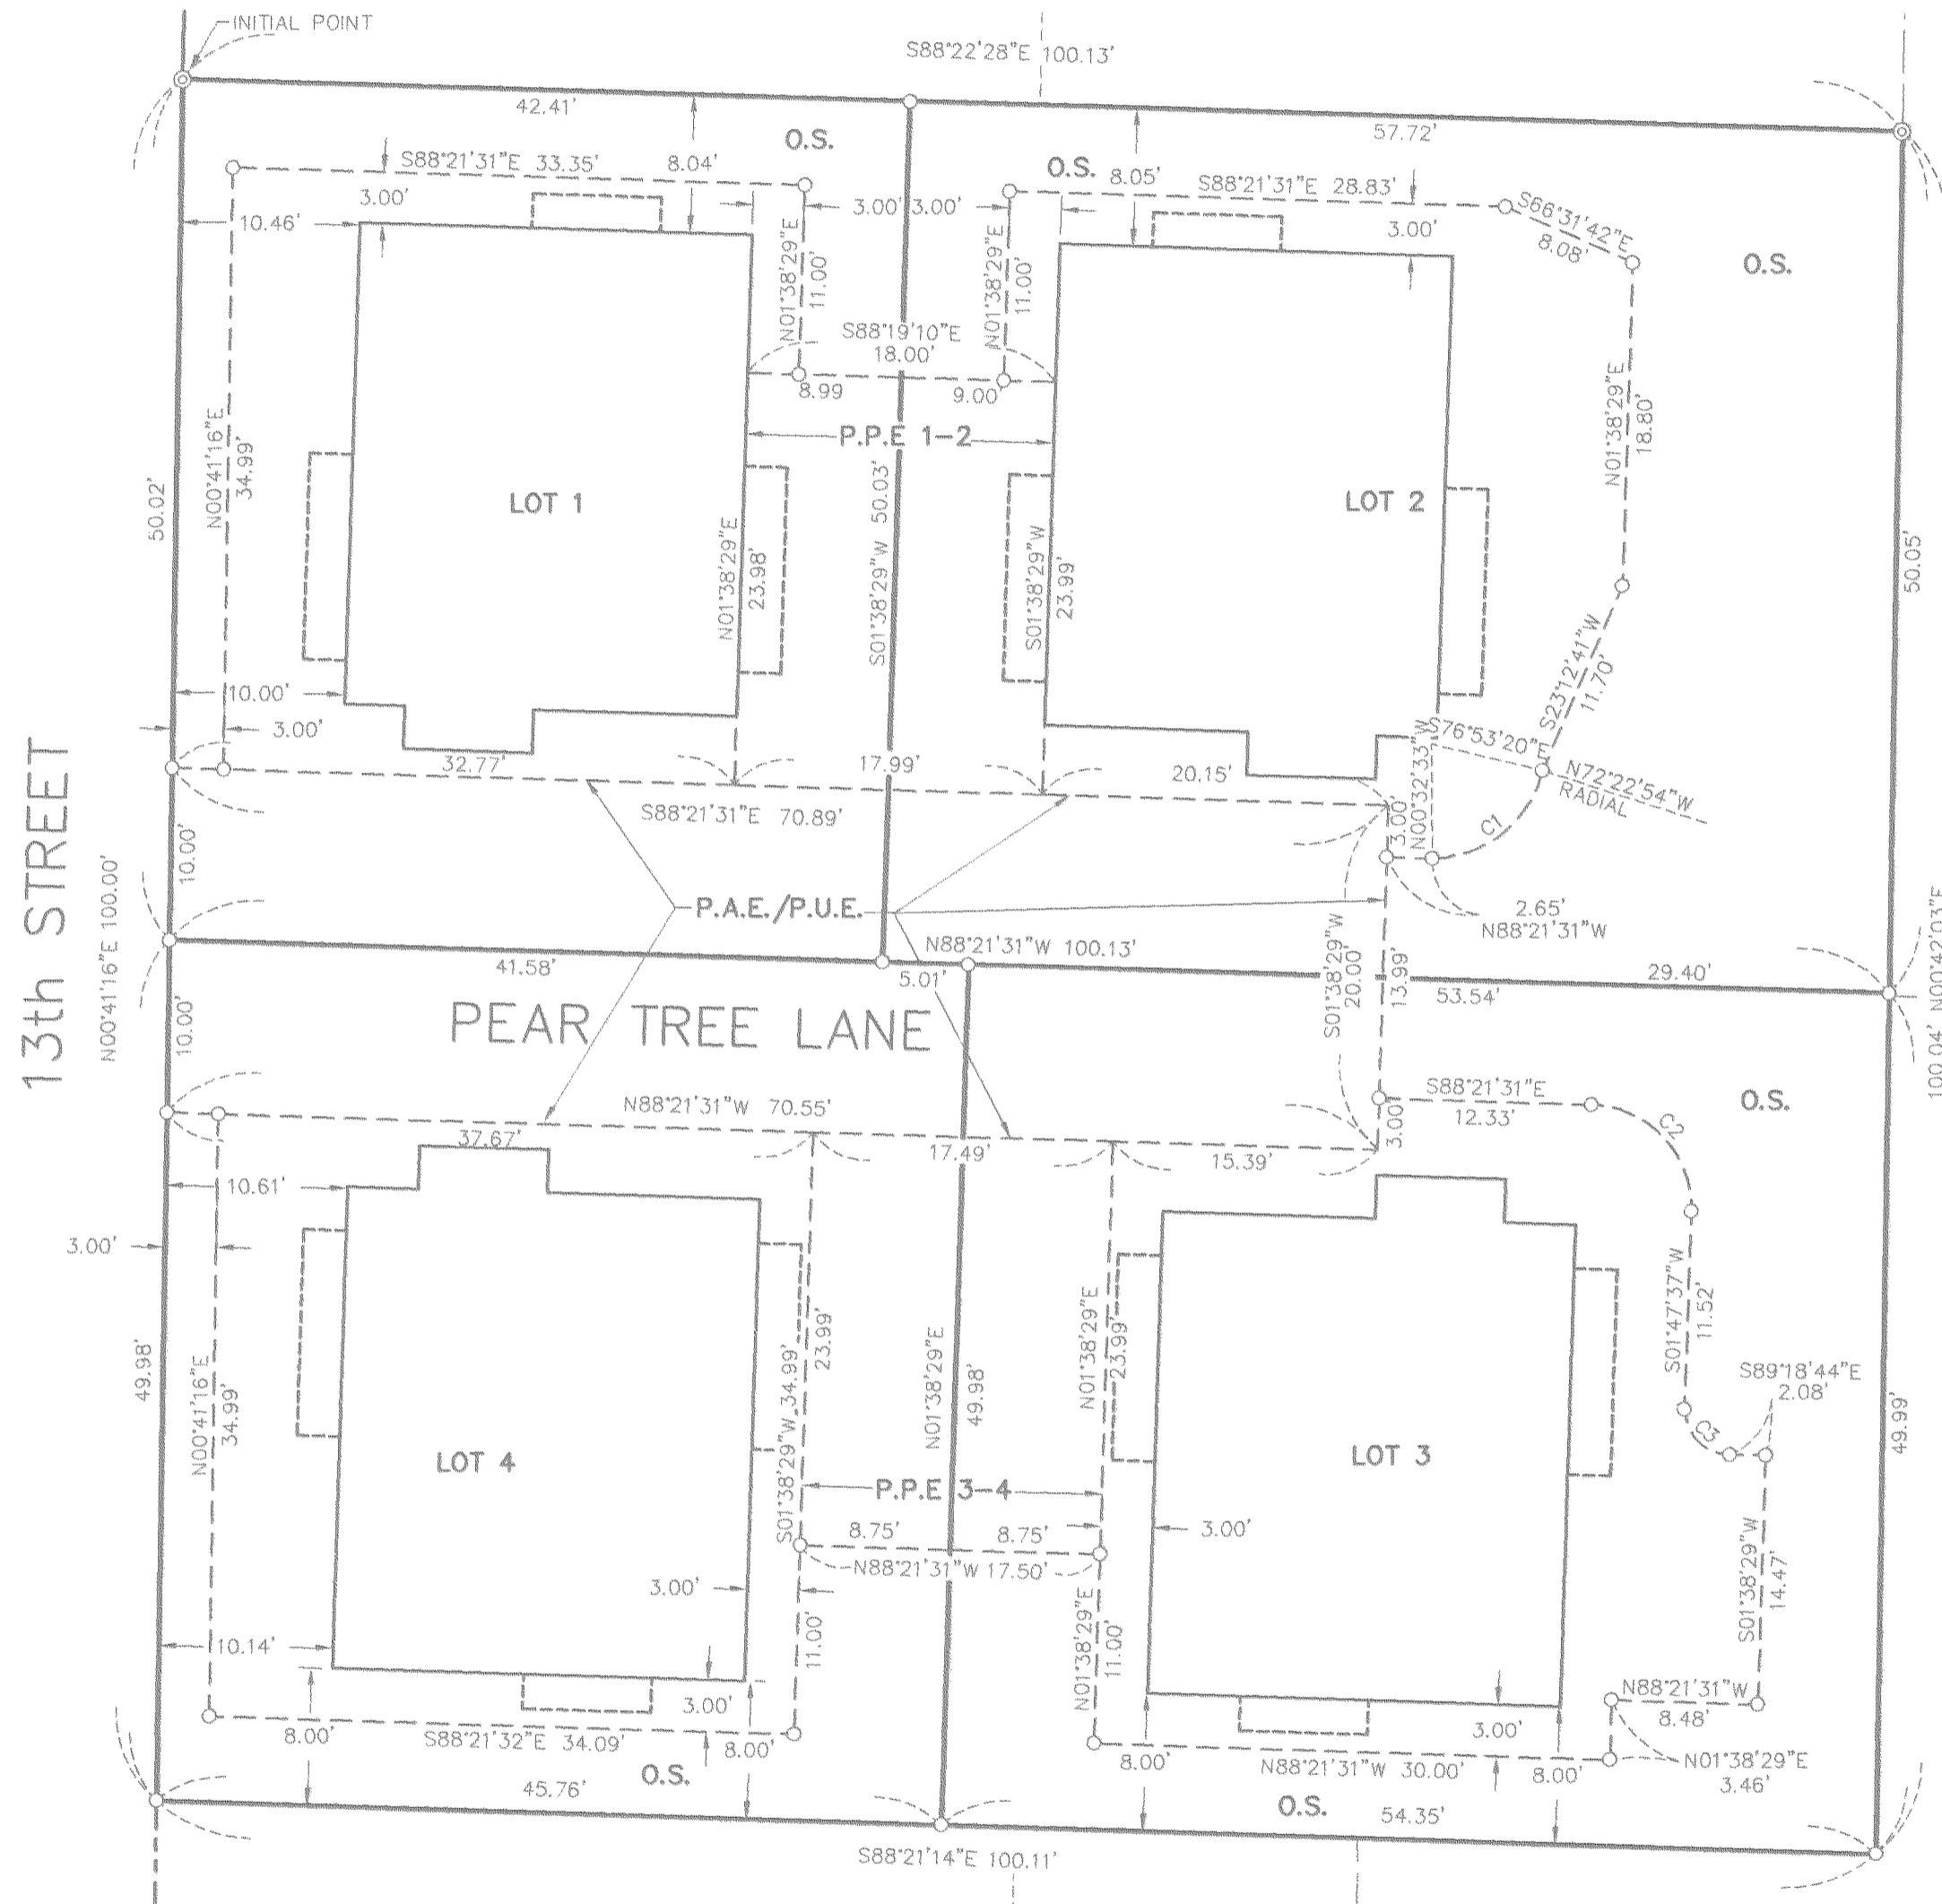 INITIAL POINT
S88°22'28"E 100.13'
42.41'
57.72'
O.S.
S88°21'31"E 33.35'
8.04'
3.00'
10.46'
3.00'
3.00'
N01°38'29"E
11.00'
O.S.
8.05'
S88°21'31"E 28.83'
3.00'
S66°31'42"E
8.08'
O.S.
N01°38'29"E
11.00'
S88°19'10"E
18.00'
8.99
9.00'
P.P.E 1-2
N00°41'16"E
34.99'
50.02'
LOT 1
LOT 2
N01°38'29"E
18.80'
50.05'
N01°38'29"E
23.98'
S01°38'29"W 50.03'
S01°38'29"W
23.99'
S23°12'41"W
11.70'
10.00'
3.00'
32.77'
17.99'
20.15'
S76°53'20"E
N72°22'54"W
RADIAL
N00°32'33"W
3.00'
C1
S88°21'31"E 70.89'
13th STREET
N00°41'16"E 100.00'
10.00'
P.A.E./P.U.E.
2.65'
N88°21'31"W
N88°21'31"W 100.13'
41.58'
5.01'
29.40'
53.54'
S01°38'29"W
20.00'
13.99'
100.04' N00°42'03"E
10.00'
PEAR TREE LANE
S88°21'31"E
12.33'
3.00'
C2
O.S.
N88°21'31"W 70.55'
37.67'
17.49'
15.39'
10.61'
3.00'
49.98'
N00°41'16"E
34.99'
23.99'
S01°38'29"W 34.99'
N01°38'29"E
49.98'
N01°38'29"E
23.99'
S01°47'37"W
11.52'
S89°18'44"E
2.08'
C3
49.99'
LOT 4
LOT 3
P.P.E 3-4
8.75'
8.75'
3.00'
N88°21'31"W 17.50'
3.00'
11.00'
N01°38'29"E
11.00'
S01°38'29"W
14.47'
10.14'
3.00'
8.00'
S88°21'32"E 34.09'
8.00'
O.S.
45.76'
N88°21'31"W
8.48'
3.00'
8.00'
N88°21'31"W 30.00'
8.00'
N01°38'29"E
3.46'
O.S.
54.35'
S88°21'14"E 100.11'